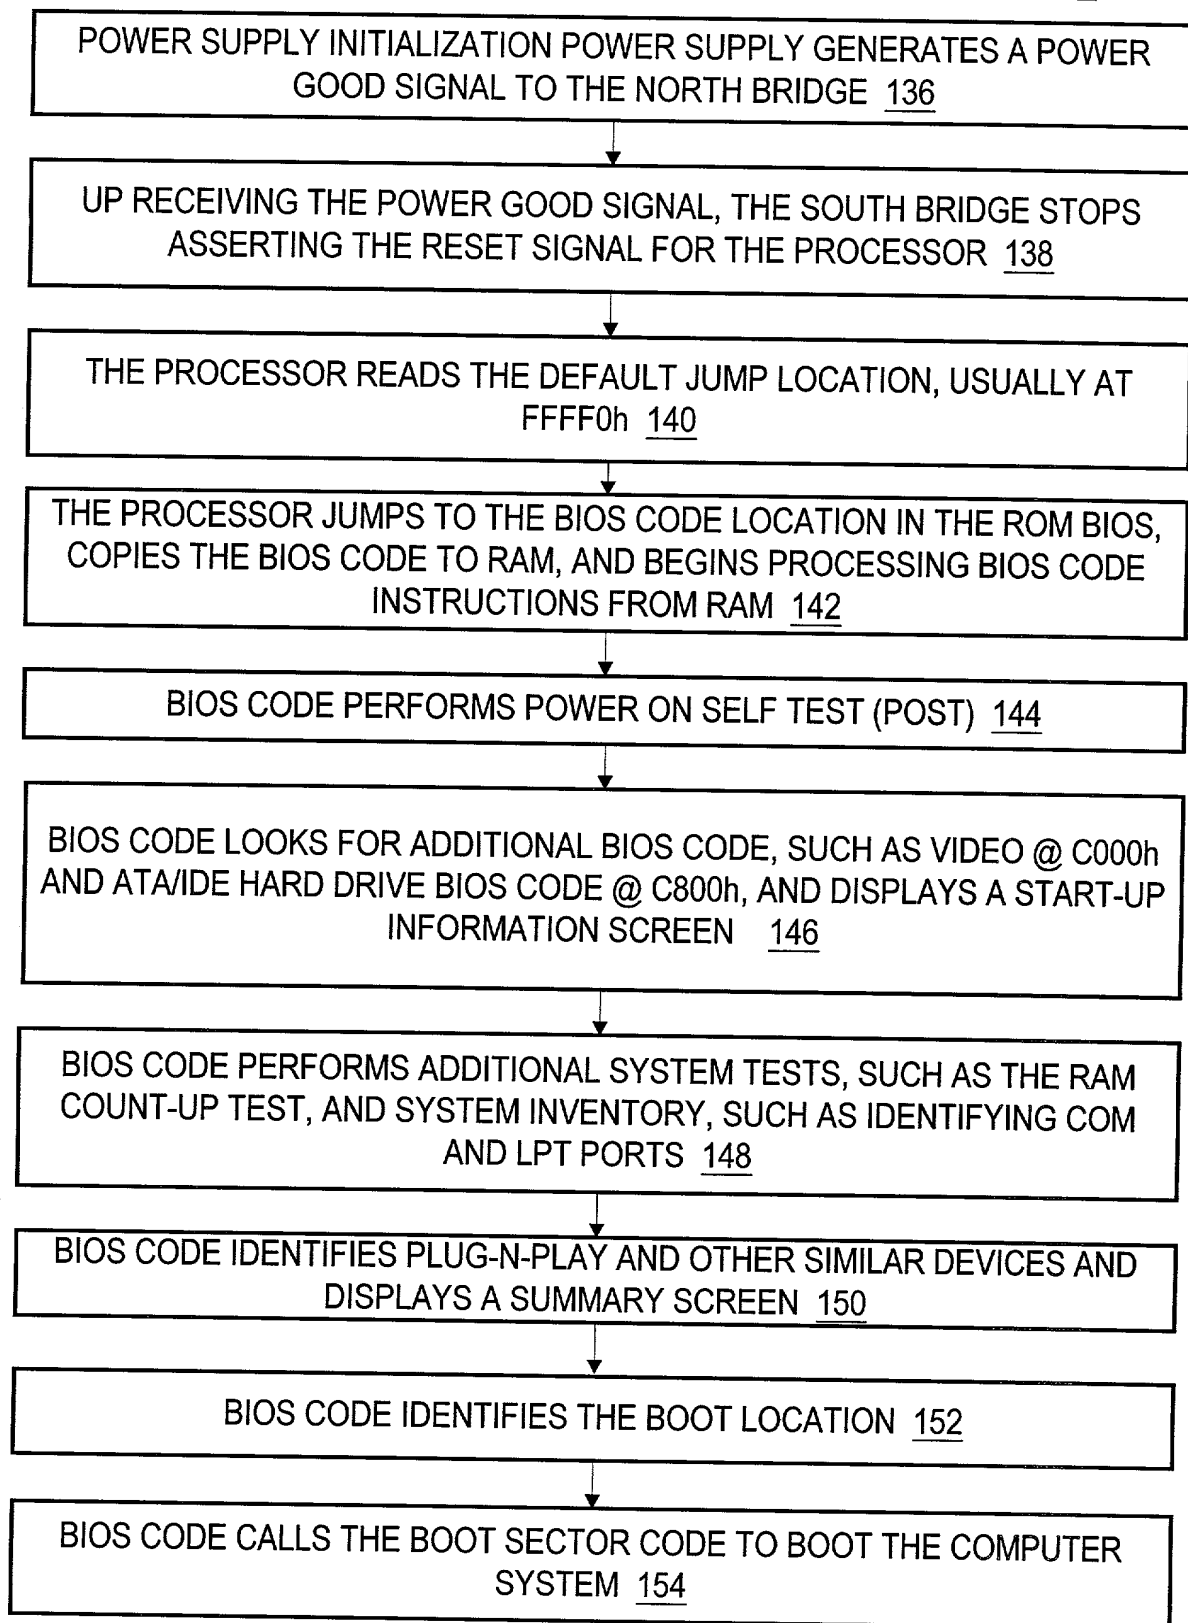 POWER SUPPLY INITIALIZATION POWER SUPPLY GENERATES A POWER
GOOD SIGNAL TO THE NORTH BRIDGE 136
UP RECEIVING THE POWER GOOD SIGNAL, THE SOUTH BRIDGE STOPS
ASSERTING THE RESET SIGNAL FOR THE PROCESSOR 138
THE PROCESSOR READS THE DEFAULT JUMP LOCATION, USUALLY AT
FFFF0h 140
THE PROCESSOR JUMPS TO THE BIOS CODE LOCATION IN THE ROM BIOS,
COPIES THE BIOS CODE TO RAM, AND BEGINS PROCESSING BIOS CODE
INSTRUCTIONS FROM RAM 142
BIOS CODE PERFORMS POWER ON SELF TEST (POST) 144
BIOS CODE LOOKS FOR ADDITIONAL BIOS CODE, SUCH AS VIDEO @ C000h
AND ATA/IDE HARD DRIVE BIOS CODE @ C800h, AND DISPLAYS A START-UP
INFORMATION SCREEN 146
BIOS CODE PERFORMS ADDITIONAL SYSTEM TESTS, SUCH AS THE RAM
COUNT-UP TEST, AND SYSTEM INVENTORY, SUCH AS IDENTIFYING COM
AND LPT PORTS 148
BIOS CODE IDENTIFIES PLUG-N-PLAY AND OTHER SIMILAR DEVICES AND
DISPLAYS A SUMMARY SCREEN 150
BIOS CODE IDENTIFIES THE BOOT LOCATION 152
BIOS CODE CALLS THE BOOT SECTOR CODE TO BOOT THE COMPUTER
SYSTEM 154